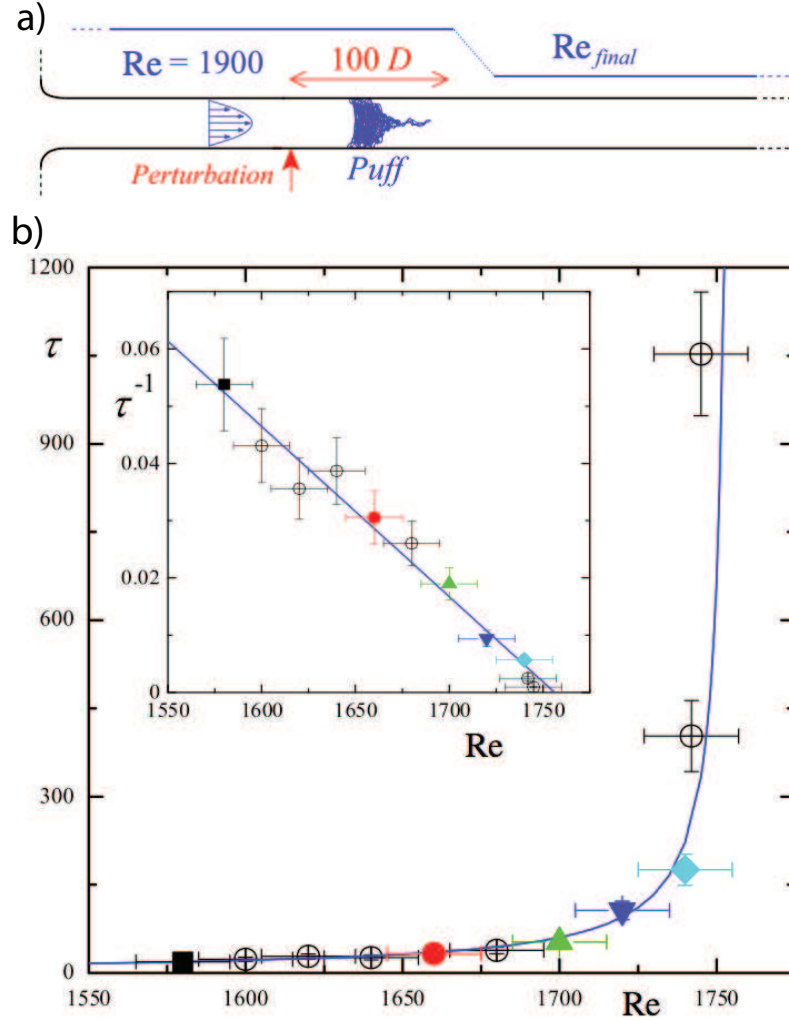 a)
Re = 1900
100 D
Re final
Perturbation
Puff
b)
1200
900
600
300
0
τ
1550
1600
1650
1700
1750
Re
0.06
0.04
0.02
0
τ-1
1550
1600
1650
1700
1750
Re